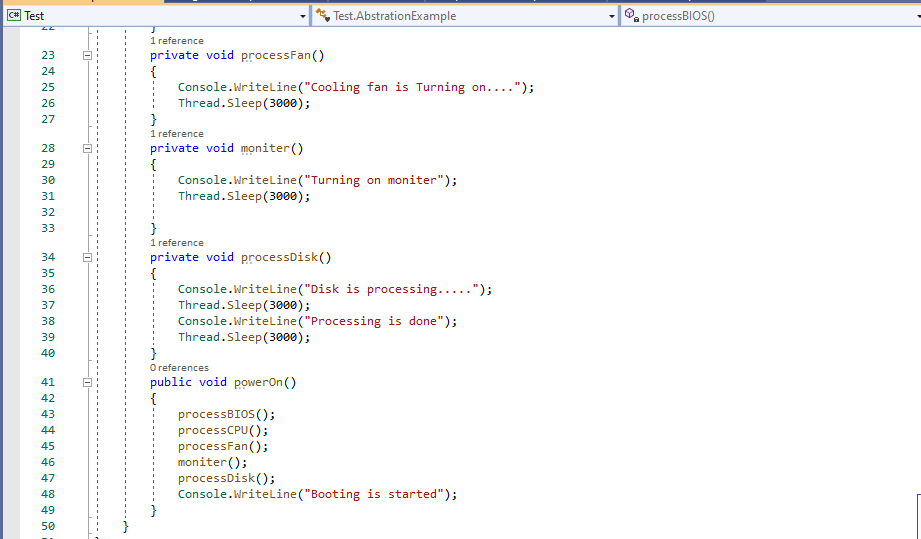 C# Test Test.AbstrationExample processBIOS()
22 }
1 reference
23 private void processFan()
24 {
25 Console.WriteLine("Cooling fan is Turning on....");
26 Thread.Sleep(3000);
27 }
1 reference
28 private void moniter()
29 {
30 Console.WriteLine("Turning on moniter");
31 Thread.Sleep(3000);
32
33 }
1 reference
34 private void processDisk()
35 {
36 Console.WriteLine("Disk is processing.....");
37 Thread.Sleep(3000);
38 Console.WriteLine("Processing is done");
39 Thread.Sleep(3000);
40 }
0 references
41 public void powerOn()
42 {
43 processBIOS();
44 processCPU();
45 processFan();
46 moniter();
47 processDisk();
48 Console.WriteLine("Booting is started");
49 }
50 }